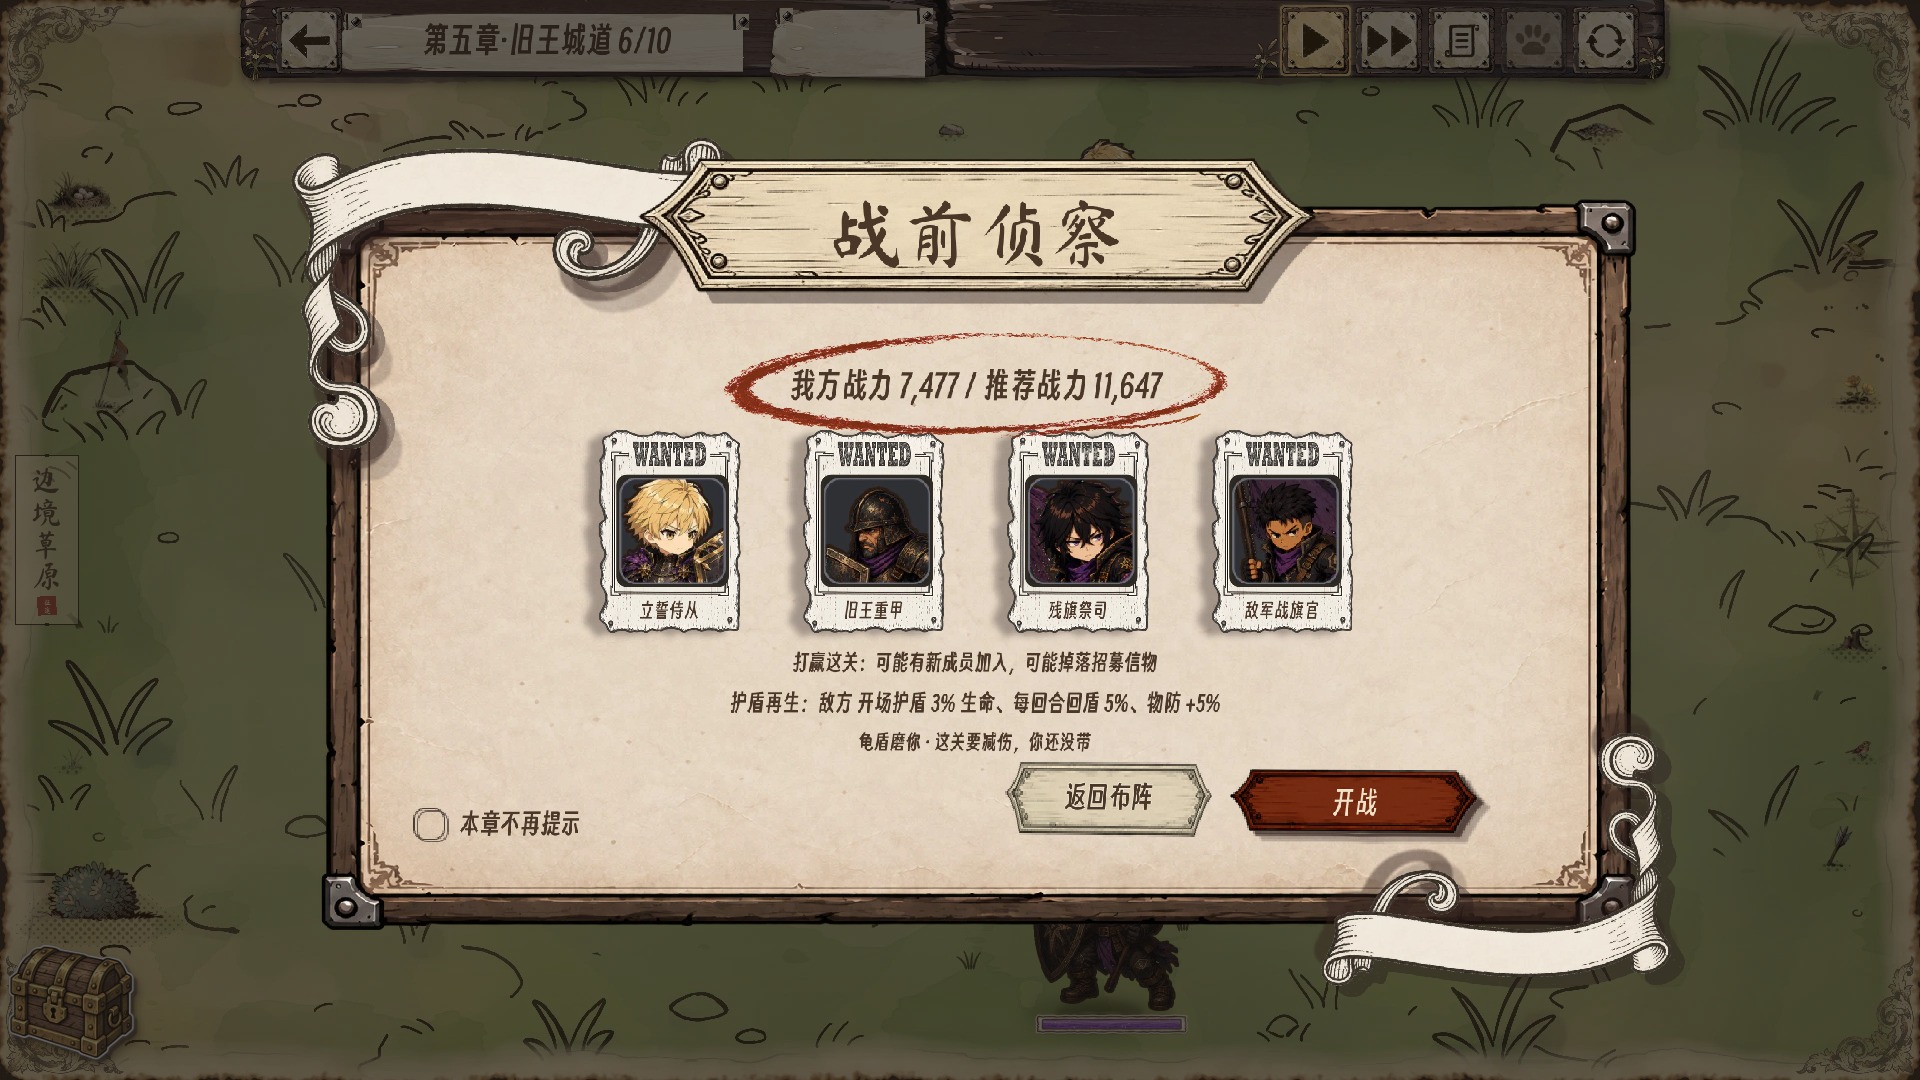 第五章·旧王城道 6/10
战前侦察
我方战力 7,477 / 推荐战力 11,647
WANTED
立誓侍从
WANTED
旧王重甲
WANTED
残旗祭司
WANTED
敌军战旗官
打赢这关：可能有新成员加入，可能掉落招募信物
护盾再生：敌方 开场护盾 3% 生命、每回合回盾 5%、物防 +5%
龟盾磨你 · 这关要减伤，你还没带
返回布阵
开战
本章不再提示
边境草原